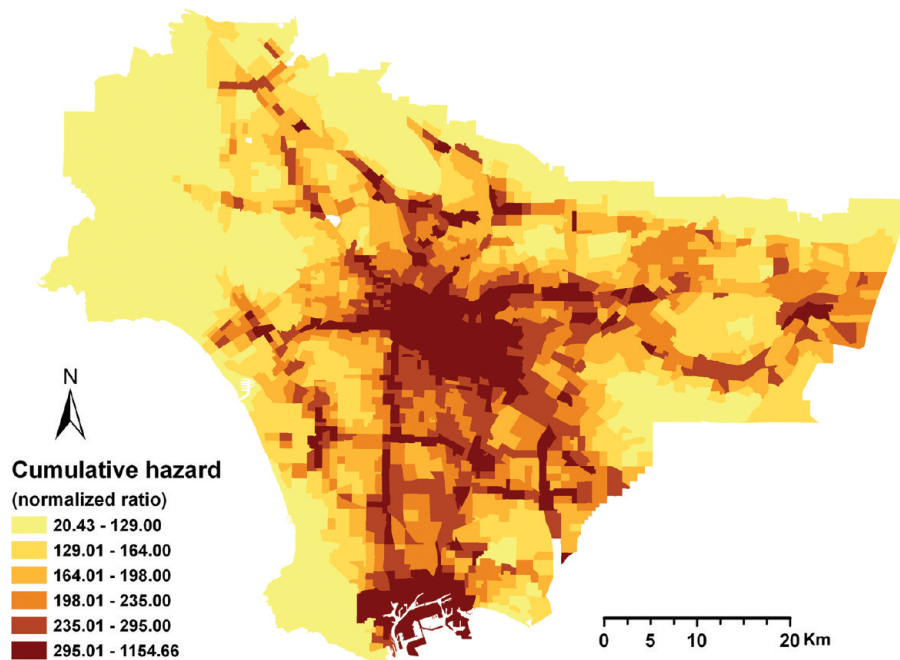 N
Cumulative hazard
(normalized ratio)
20.43 - 129.00
129.01 - 164.00
164.01 - 198.00
198.01 - 235.00
235.01 - 295.00
295.01 - 1154.66
0 5 10 20 Km